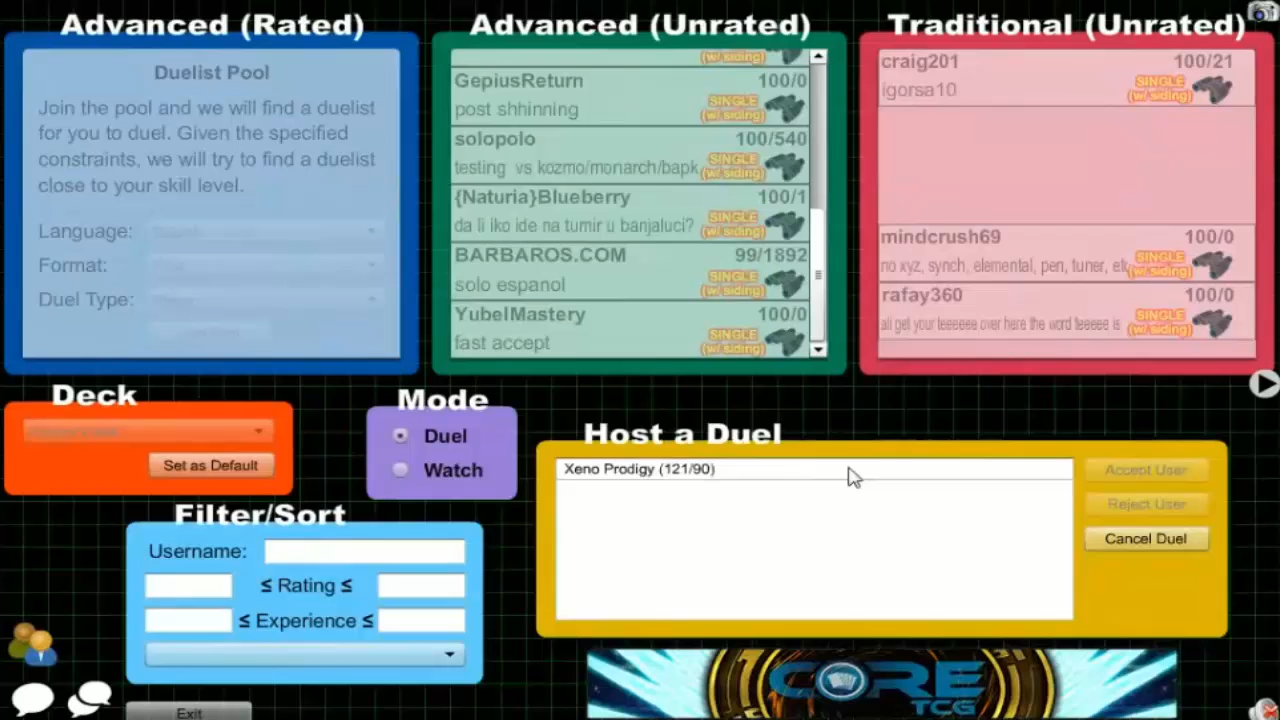 Advanced (Rated)
Duelist Pool
Join the pool and we will find a duelist
for you to duel. Given the specified
constraints, we will try to find a duelist
close to your skill level.
Language:
Format:
Duel Type:
Advanced (Unrated)
(w/ siding)
GepiusReturn 100/0
post shhinning SINGLE (w/ siding)
solopolo 100/540
testing vs kozmo/monarch/bapk SINGLE (w/ siding)
{Naturia}Blueberry 100/1
da li iko ide na turnir u banjaluci? SINGLE (w/ siding)
BARBAROS.COM 99/1892
solo espanol SINGLE (w/ siding)
YubelMastery 100/0
fast accept SINGLE (w/ siding)
Traditional (Unrated)
craig201 100/21
igorsa10 SINGLE (w/ siding)
mindcrush69 100/0
no xyz, synch, elemental, pen, tuner, etc SINGLE (w/ siding)
rafay360 100/0
all get your teeeeee over here the word teeeeee is SINGLE (w/ siding)
Deck
Set as Default
Mode
Duel
Watch
Filter/Sort
Username:
≤ Rating ≤
≤ Experience ≤
Host a Duel
Xeno Prodigy (121/90)
Accept User
Reject User
Cancel Duel
Exit
CORE
TCG